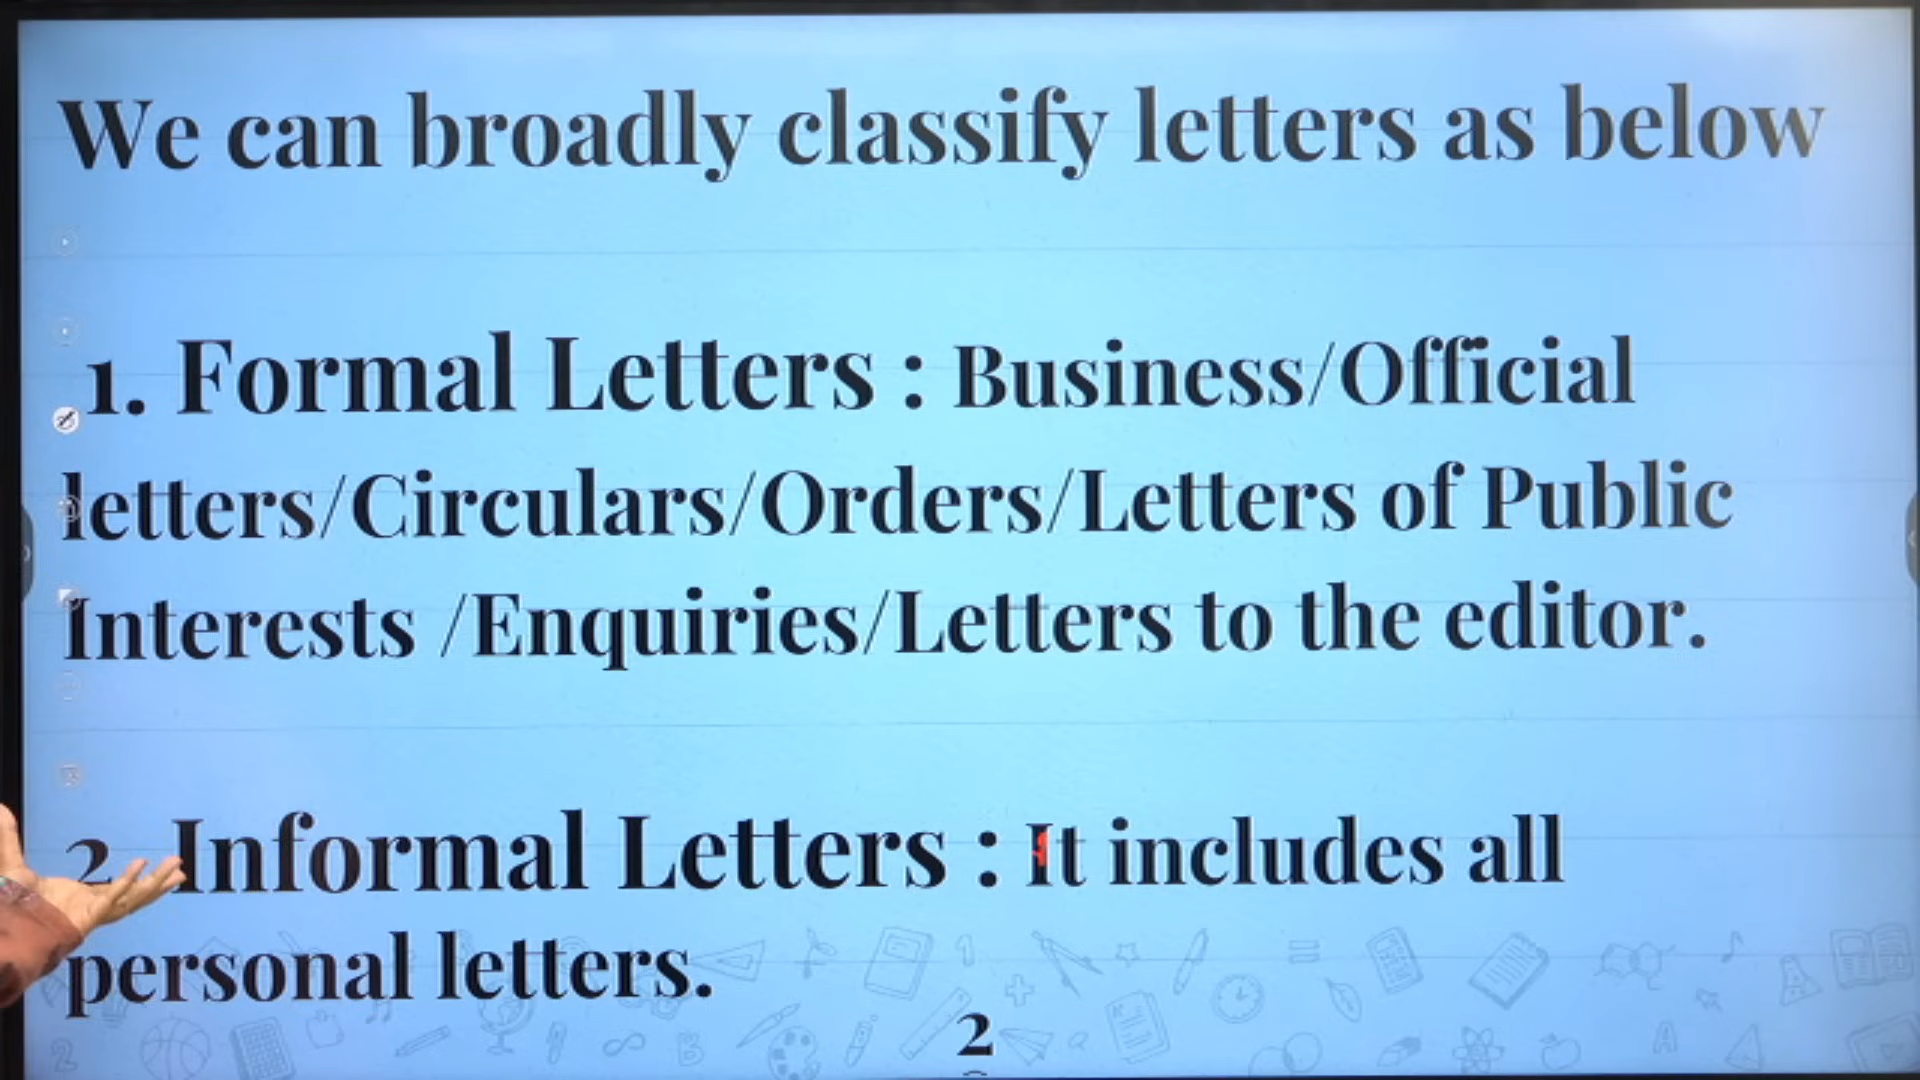 We can broadly classify letters as below
1. Formal Letters : Business/Official
letters/Circulars/Orders/Letters of Public
Interests /Enquiries/Letters to the editor.
2 Informal Letters : It includes all
personal letters.
2